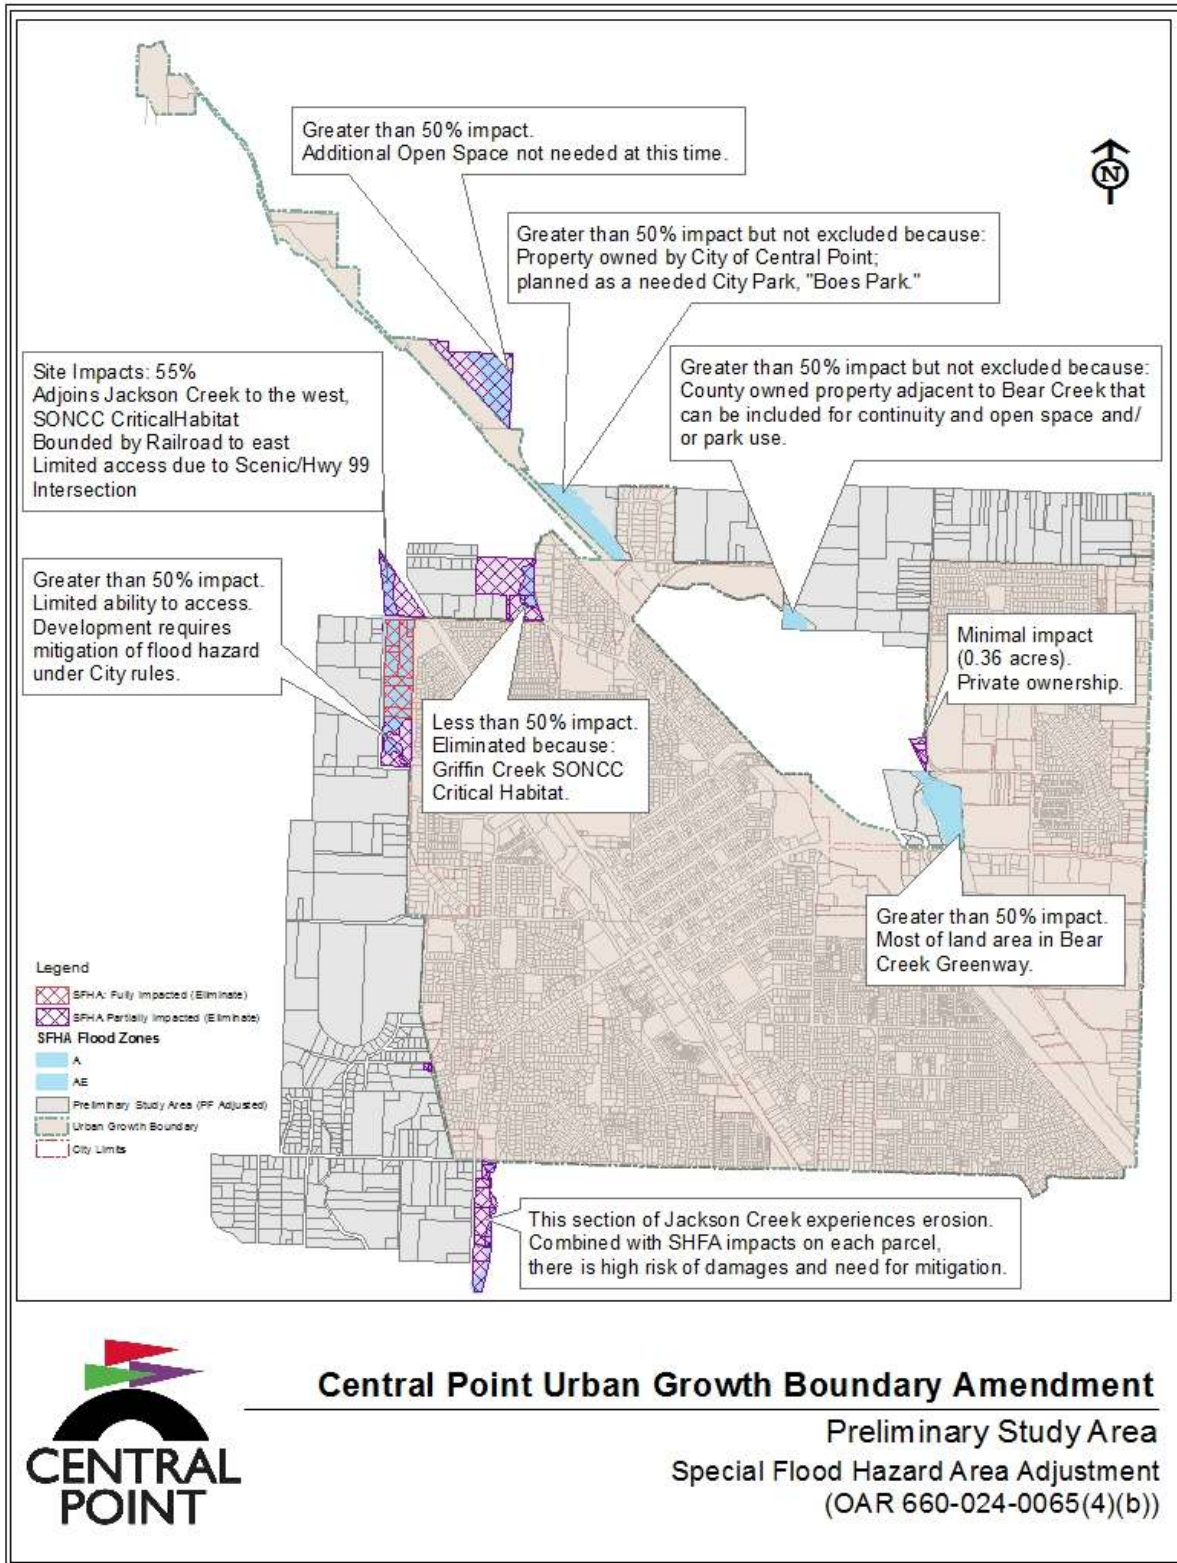 Greater than 50% impact.
Additional Open Space not needed at this time.
N
Greater than 50% impact but not excluded because:
Property owned by City of Central Point;
planned as a needed City Park, "Boes Park."
Site Impacts: 55%
Adjoins Jackson Creek to the west,
SONCC CriticalHabitat
Bounded by Railroad to east
Limited access due to Scenic/Hwy 99
Intersection
Greater than 50% impact but not excluded because:
County owned property adjacent to Bear Creek that
can be included for continuity and open space and/
or park use.
Greater than 50% impact.
Limited ability to access.
Development requires
mitigation of flood hazard
under City rules.
Minimal impact
(0.36 acres).
Private ownership.
Less than 50% impact.
Eliminated because:
Griffin Creek SONCC
Critical Habitat.
Greater than 50% impact.
Most of land area in Bear
Creek Greenway.
Legend
SFHA: Fully Impacted (Eliminate)
SFHA Partially Impacted (Eliminate)
SFHA Flood Zones
A
AE
Preliminary Study Area (PF Adjusted)
Urban Growth Boundary
City Limits
This section of Jackson Creek experiences erosion.
Combined with SHFA impacts on each parcel,
there is high risk of damages and need for mitigation.
CENTRAL
POINT
Central Point Urban Growth Boundary Amendment
Preliminary Study Area
Special Flood Hazard Area Adjustment
(OAR 660-024-0065(4)(b))